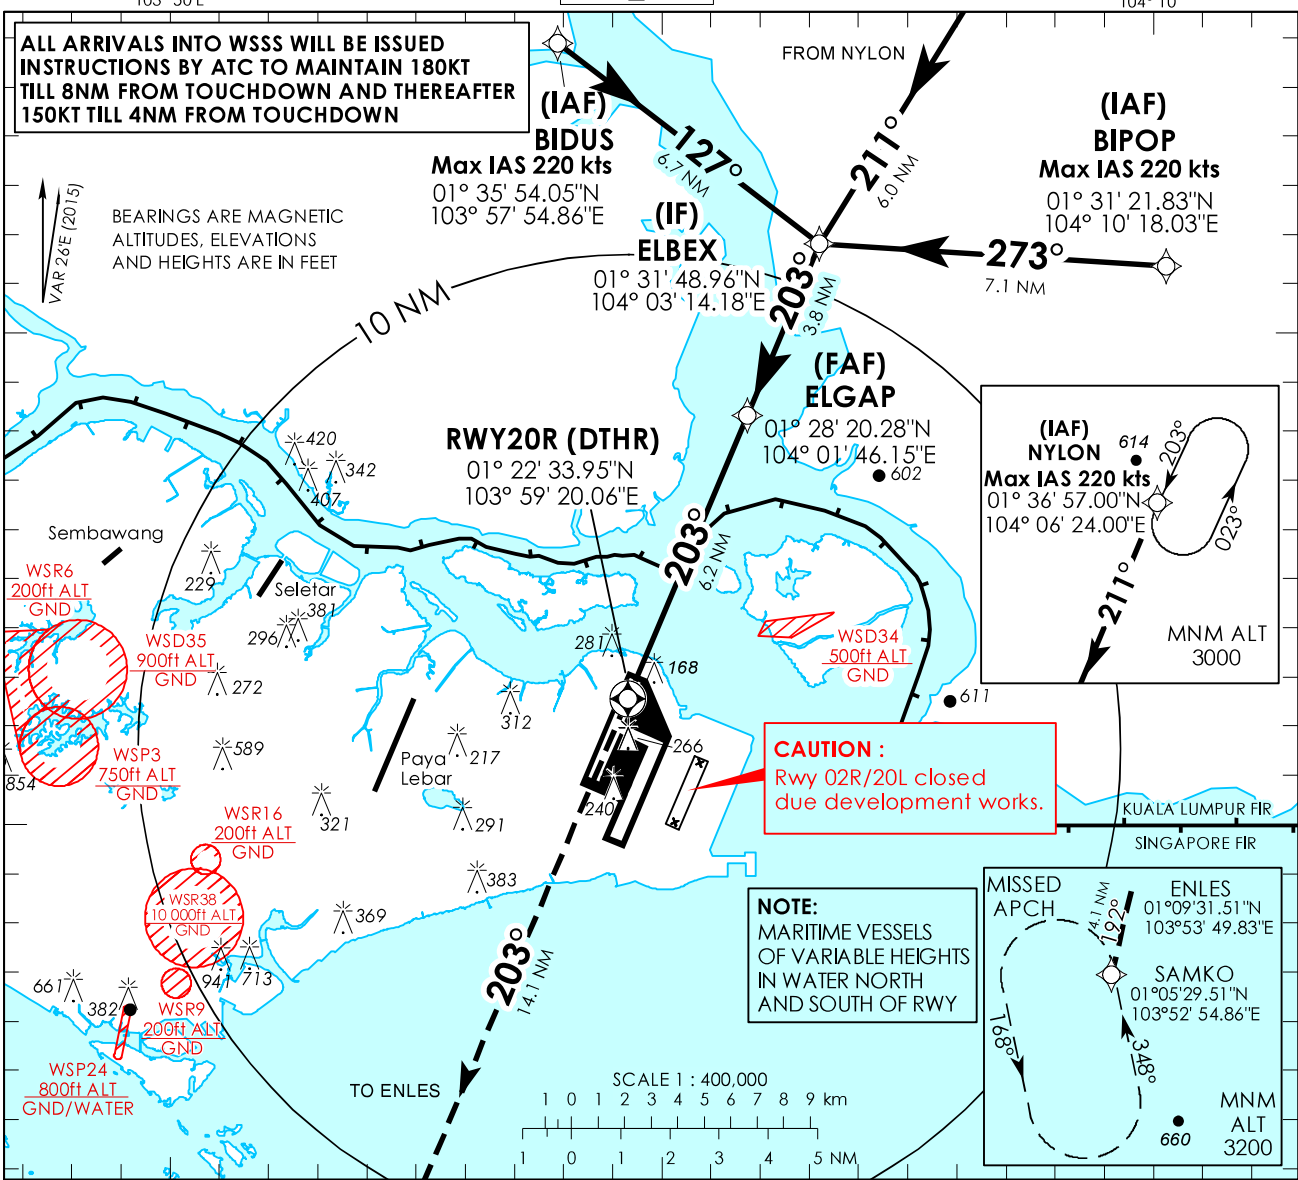 ALL ARRIVALS INTO WSSS WILL BE ISSUED
INSTRUCTIONS BY ATC TO MAINTAIN 180KT
TILL 8NM FROM TOUCHDOWN AND THEREAFTER
150KT TILL 4NM FROM TOUCHDOWN
VAR 26'E (2015)
BEARINGS ARE MAGNETIC
ALTITUDES, ELEVATIONS
AND HEIGHTS ARE IN FEET
(IAF)
BIDUS
Max IAS 220 kts
01° 35' 54.05"N
103° 57' 54.86"E
127°
6.7 NM
FROM NYLON
211°
6.0 NM
(IAF)
BIPOP
Max IAS 220 kts
01° 31' 21.83"N
104° 10' 18.03"E
273°
7.1 NM
(IF)
ELBEX
01° 31' 48.96"N
104° 03' 14.18"E
203°
3.8 NM
10 NM
(FAF)
ELGAP
01° 28' 20.28"N
104° 01' 46.15"E
602
RWY20R (DTHR)
01° 22' 33.95"N
103° 59' 20.06"E
203°
6.2 NM
(IAF)
NYLON
Max IAS 220 kts
01° 36' 57.00"N
104° 06' 24.00"E
614
203°
023°
211°
MNM ALT
3000
420
342
407
Sembawang
229
Seletar
381
296
WSR6
200ft ALT
GND
WSD35
900ft ALT
GND
272
WSP3
750ft ALT
GND
854
589
321
312
217
Paya
Lebar
291
281
168
266
240
WSD34
500ft ALT
GND
611
CAUTION :
Rwy 02R/20L closed
due development works.
KUALA LUMPUR FIR
SINGAPORE FIR
WSR16
200ft ALT
GND
WSR38
10 000ft ALT
GND
383
369
941
713
661
382
WSR9
200ft ALT
GND
WSP24
800ft ALT
GND/WATER
203°
14.1 NM
TO ENLES
NOTE:
MARITIME VESSELS
OF VARIABLE HEIGHTS
IN WATER NORTH
AND SOUTH OF RWY
SCALE 1 : 400,000
1 0 1 2 3 4 5 6 7 8 9 km
1 0 1 2 3 4 5 NM
MISSED
APCH
4.1 NM
192°
ENLES
01°09'31.51"N
103°53' 49.83"E
SAMKO
01°05'29.51"N
103°52' 54.86"E
168°
348°
660
MNM
ALT
3200